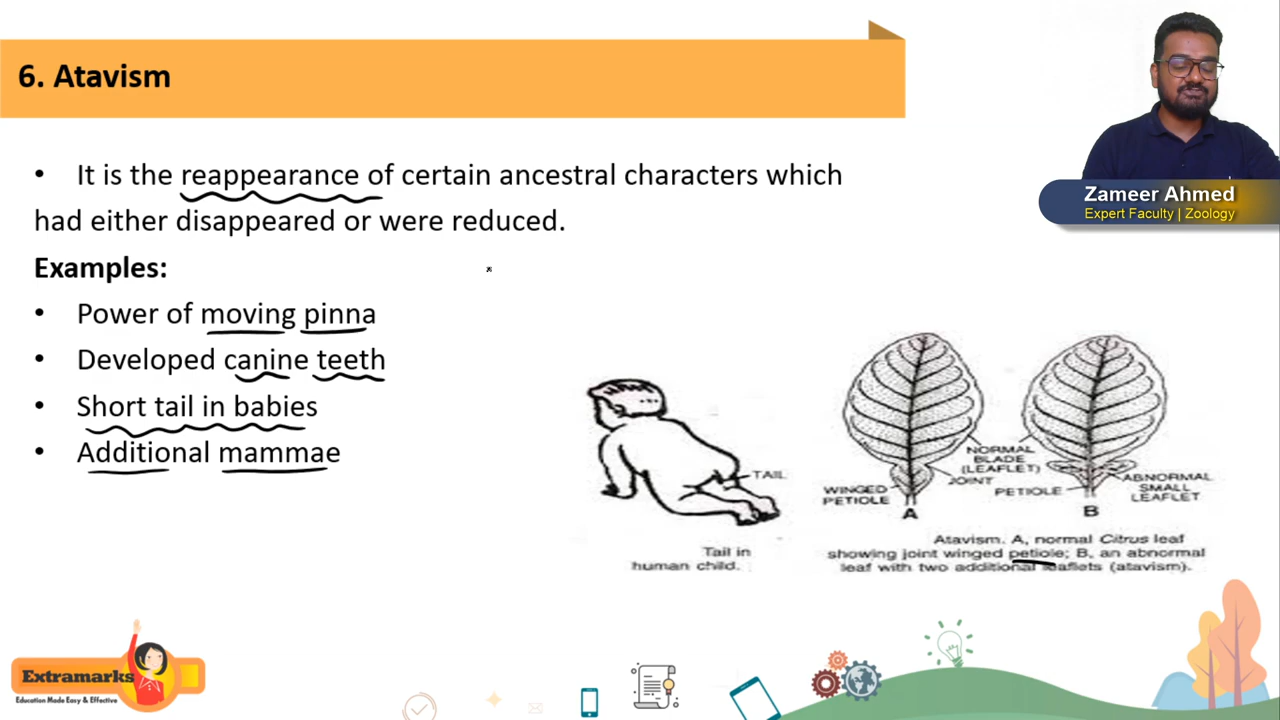 6. Atavism
Zameer Ahmed
Expert Faculty | Zoology
• It is the reappearance of certain ancestral characters which
had either disappeared or were reduced.
Examples:
• Power of moving pinna
• Developed canine teeth
• Short tail in babies
• Additional mammae
TAIL
Tail in
human child.
WINGED
PETIOLE
NORMAL
BLADE
(LEAFLET)
JOINT
PETIOLE
ABNORMAL
SMALL
LEAFLET
A
B
Atavism. A, normal Citrus leaf
showing joint winged petiole; B, an abnormal
leaf with two additional leaflets (atavism).
Extramarks
Education Made Easy & Effective